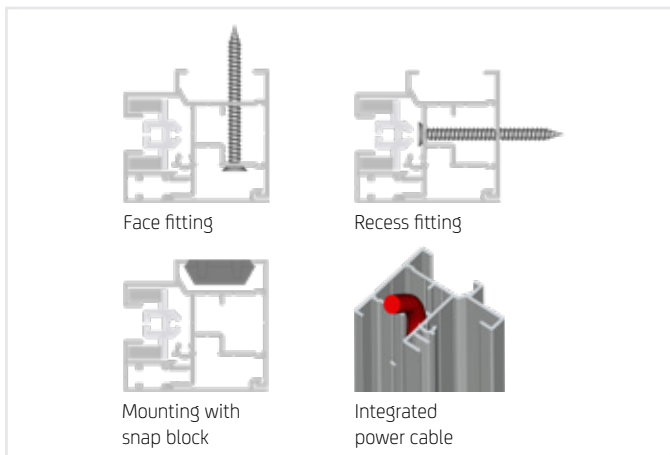 Face fitting
Recess fitting
Mounting with
snap block
Integrated
power cable